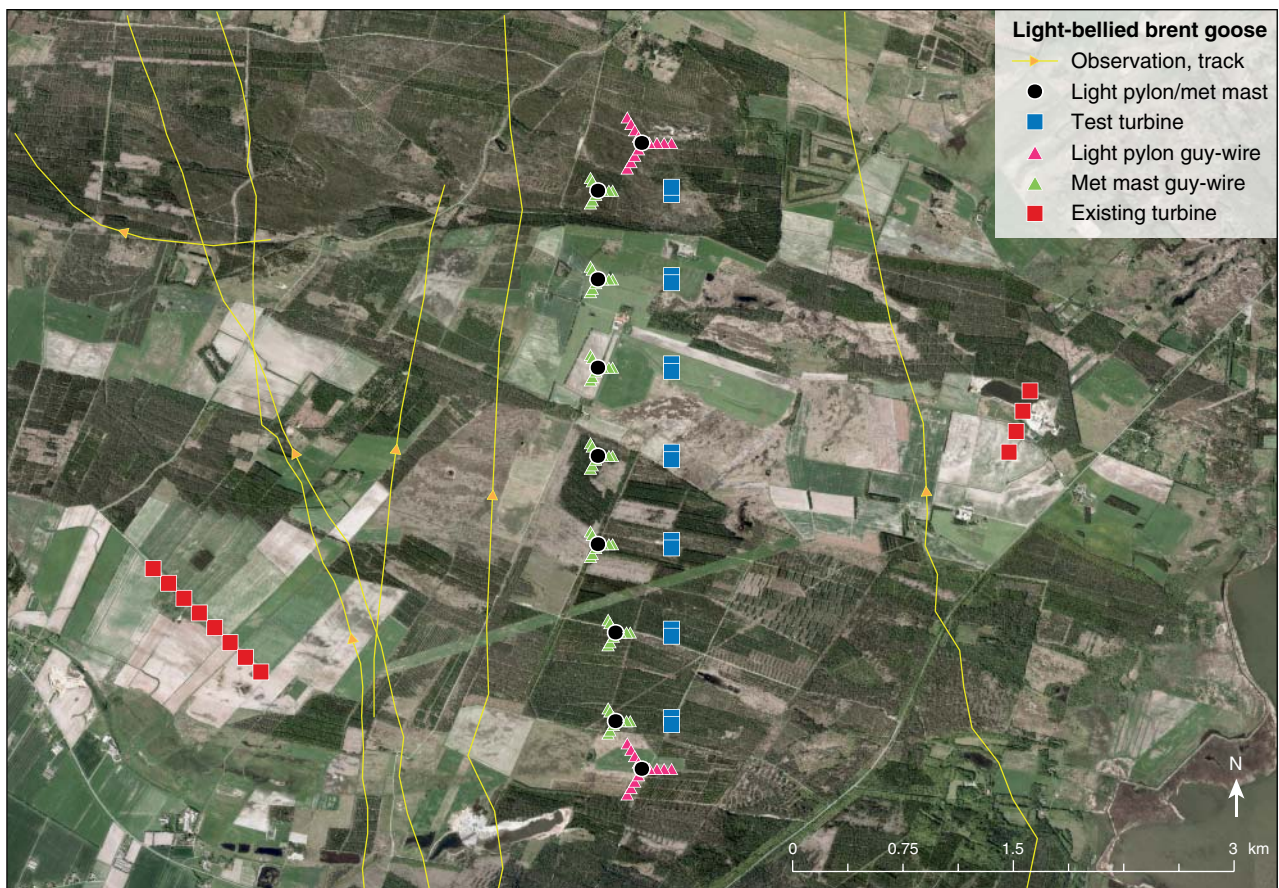 Light-bellied brent goose
Observation, track
Light pylon/met mast
Test turbine
Light pylon guy-wire
Met mast guy-wire
Existing turbine
N
0 0.75 1.5 3 km